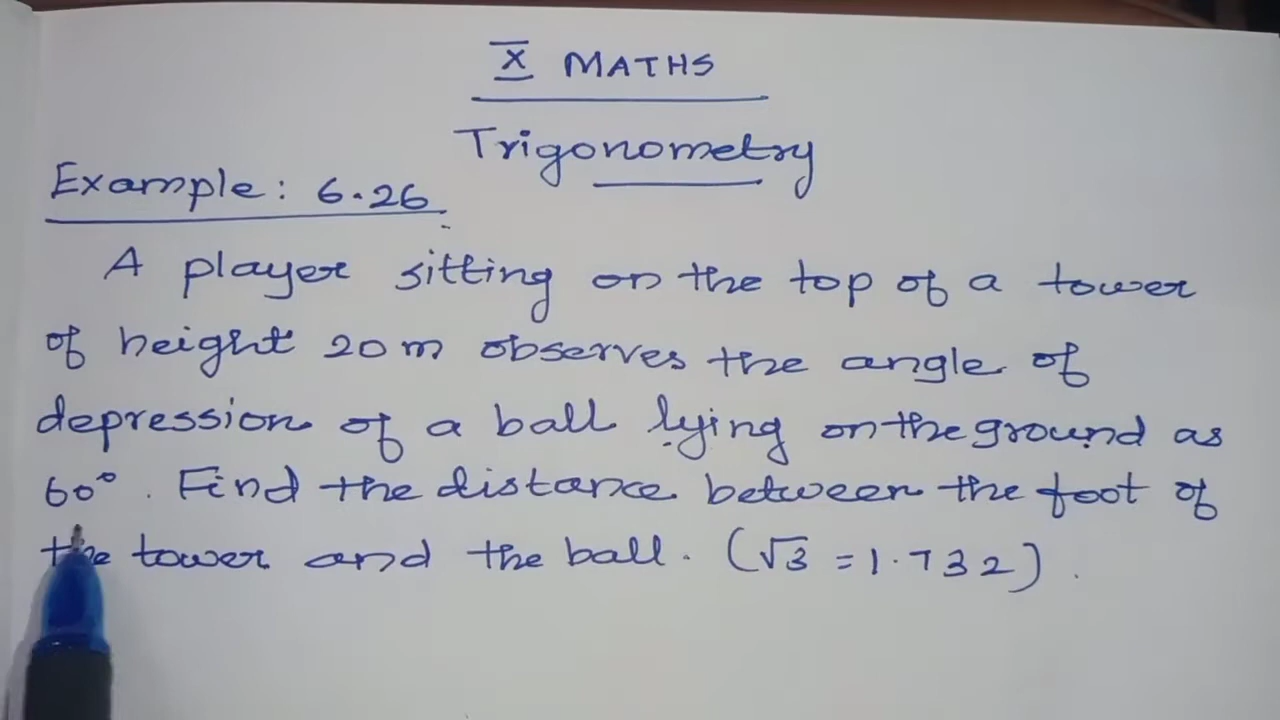 X MATHS
Trigonometry
Example: 6.26
A player sitting on the top of a tower
of height 20m observes the angle of
depression of a ball lying on the ground as
60°. Find the distance between the foot of
the tower and the ball. (√3 = 1.732).